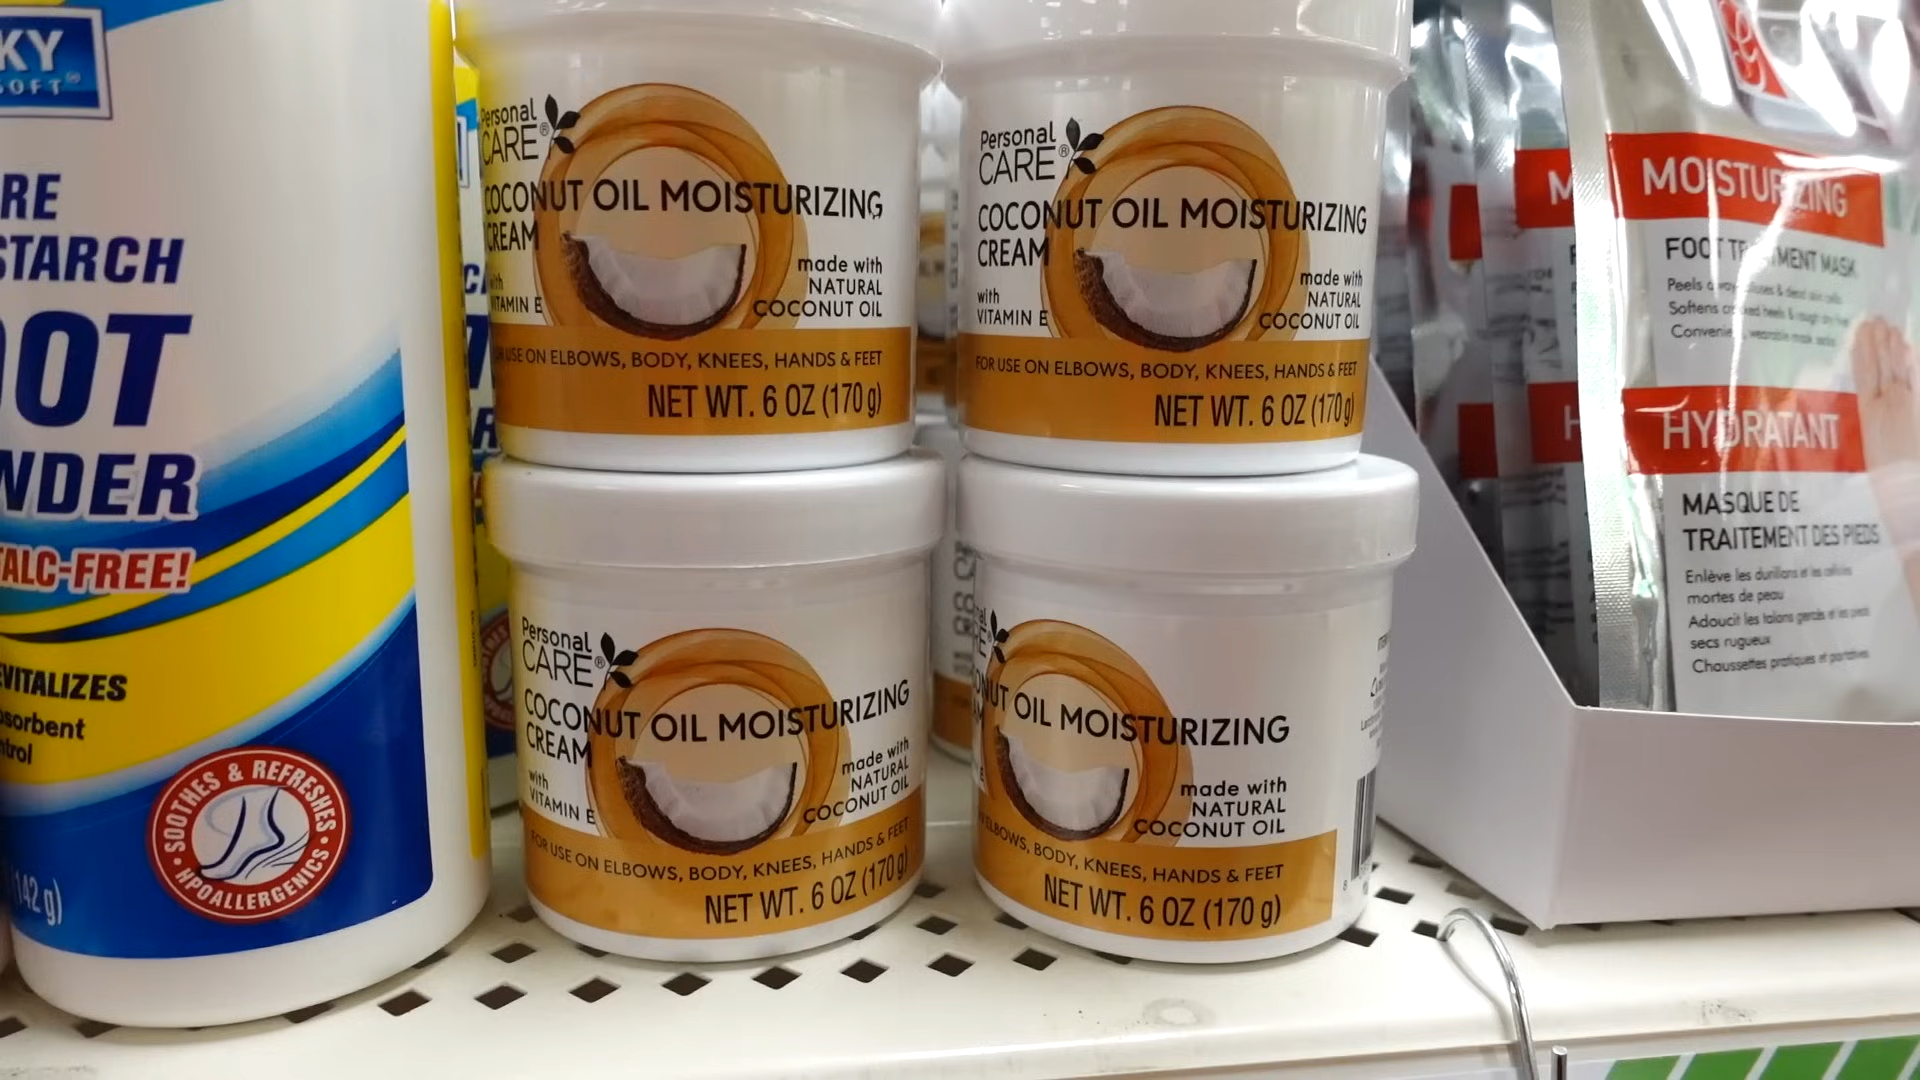 KY
SOFT
RE
STARCH
OOT
WDER
TALC-FREE!
EVITALIZES
bsorbent
ntrol
SOOTHES & REFRESHES
HPOALLERGENICS
(142 g)
Personal
CARE®
COCONUT OIL MOISTURIZING
CREAM
with
VITAMIN E
made with
NATURAL
COCONUT OIL
FOR USE ON ELBOWS, BODY, KNEES, HANDS & FEET
NET WT. 6 OZ (170 g)
Personal
CARE®
COCONUT OIL MOISTURIZING
CREAM
with
VITAMIN E
made with
NATURAL
COCONUT OIL
FOR USE ON ELBOWS, BODY, KNEES, HANDS & FEET
NET WT. 6 OZ (170 g)
Personal
CARE®
COCONUT OIL MOISTURIZING
CREAM
with
VITAMIN E
made with
NATURAL
COCONUT OIL
FOR USE ON ELBOWS, BODY, KNEES, HANDS & FEET
NET WT. 6 OZ (170 g)
ONUT OIL MOISTURIZING
made with
NATURAL
COCONUT OIL
ELBOWS, BODY, KNEES, HANDS & FEET
NET WT. 6 OZ (170 g)
MOISTURIZING
FOOT TREATMENT MASK
Peels away calluses & dead skin cells
Softens cracked heels & rough dry
Convenient wearable mask socks
HYDRATANT
MASQUE DE
TRAITEMENT DES PIEDS
Enlève les durillons et les cellules
mortes de peau
Adoucit les talons gercés et les pieds
secs rugueux
Chaussettes pratiques et portatives